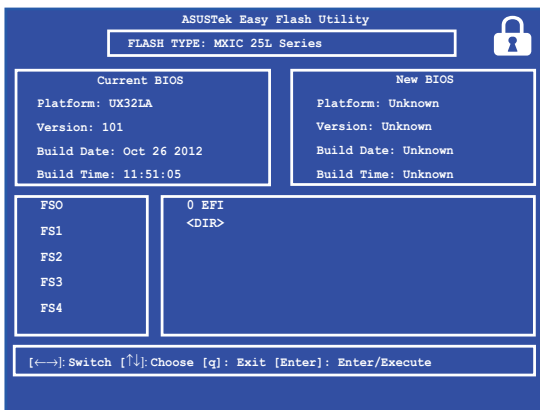 ASUSTek Easy Flash Utility
FLASH TYPE: MXIC 25L Series
Current BIOS
Platform: UX32LA
Version: 101
Build Date: Oct 26 2012
Build Time: 11:51:05
New BIOS
Platform: Unknown
Version: Unknown
Build Date: Unknown
Build Time: Unknown
FSO
FS1
FS2
FS3
FS4
0 EFI
<DIR>
[←→]: Switch [↑↓]: Choose [q]: Exit [Enter]: Enter/Execute